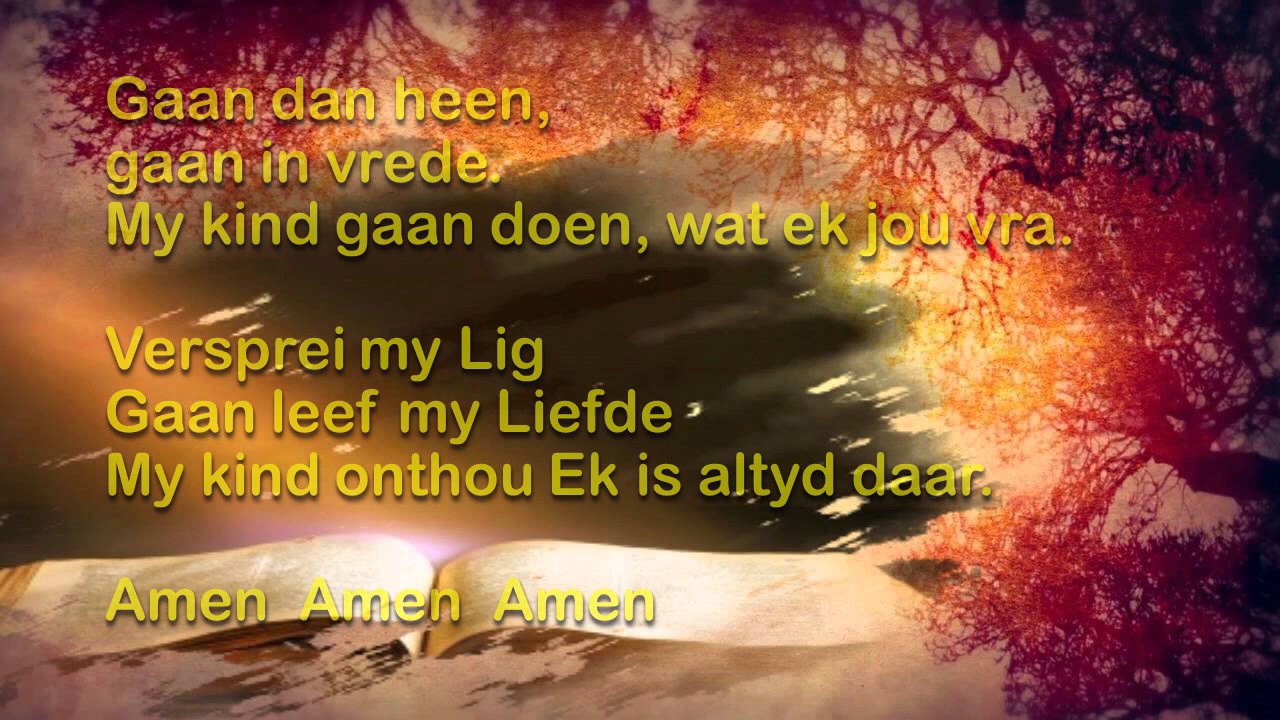 Gaan dan heen,
gaan in vrede.
My kind gaan doen, wat ek jou vra.
Versprei my Lig
Gaan leef my Liefde
My kind onthou Ek is altyd daar.
Amen Amen Amen